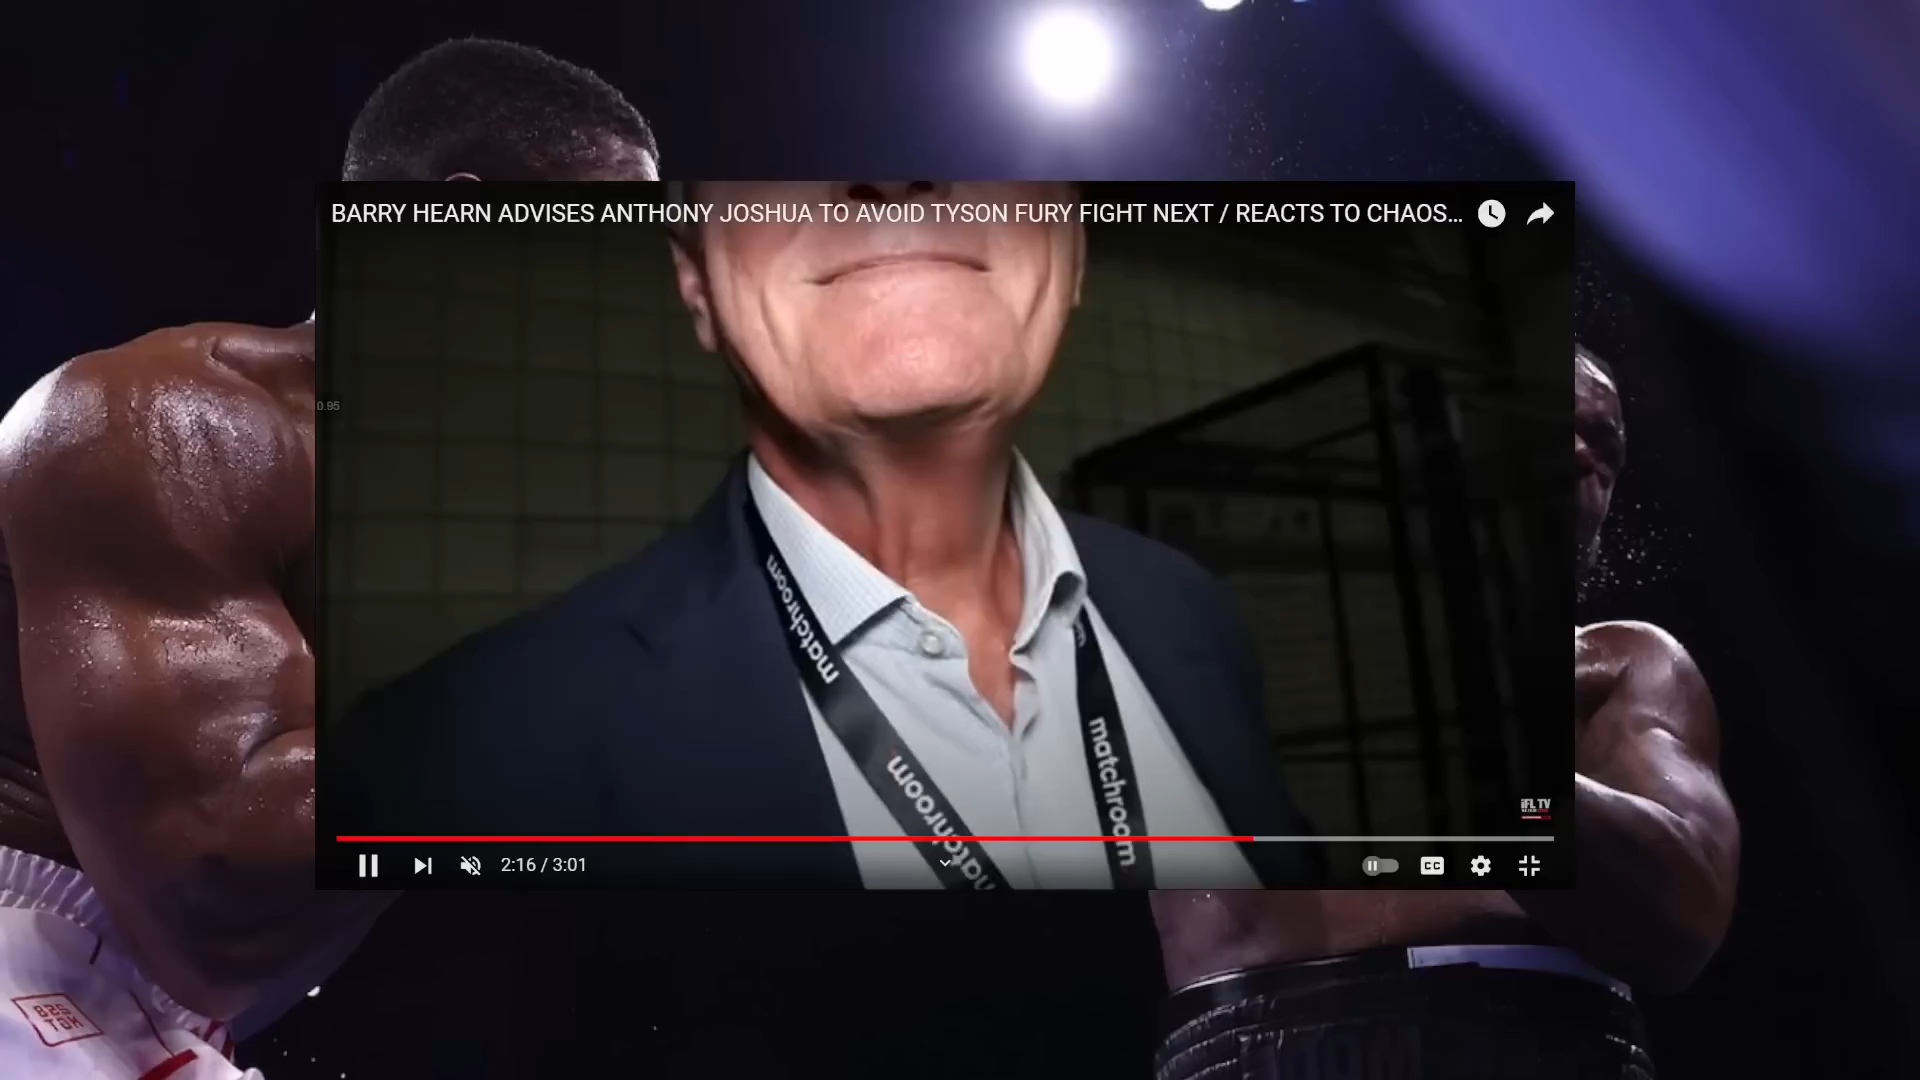 BARRY HEARN ADVISES ANTHONY JOSHUA TO AVOID TYSON FURY FIGHT NEXT / REACTS TO CHAOS...
0.95
matchroom
matchroom
matchroom
iFL TV
2:16 / 3:01
CC